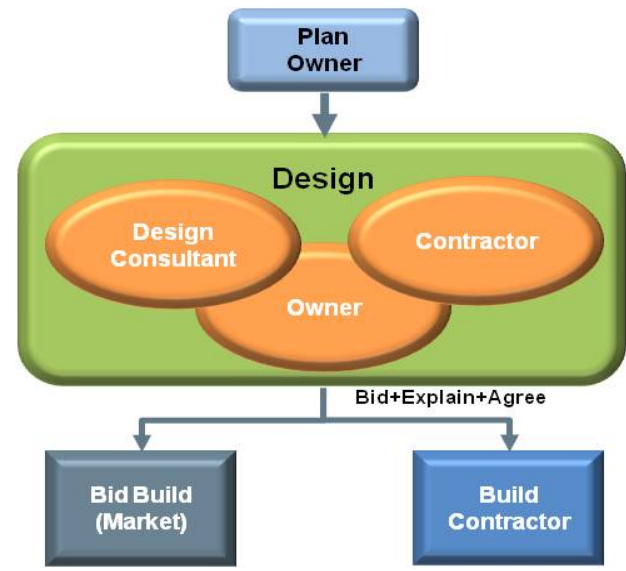 Plan
Owner
Design
Design
Consultant
Contractor
Owner
Bid+Explain+Agree
Bid Build
(Market)
Build
Contractor